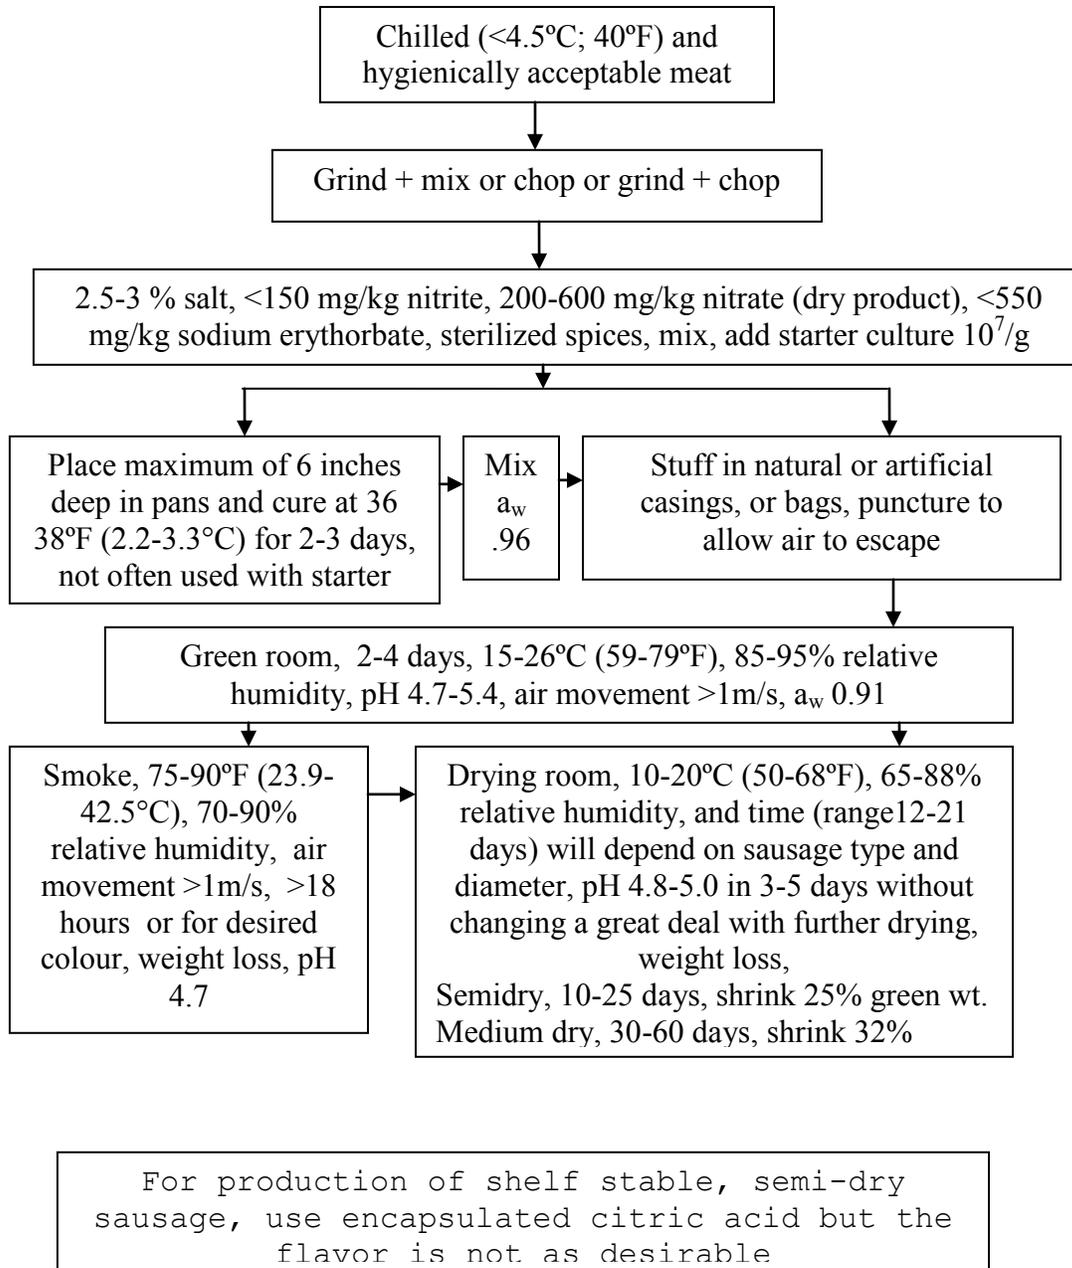 Chilled (<4.5ºC; 40ºF) and
hygienically acceptable meat
Grind + mix or chop or grind + chop
2.5-3 % salt, <150 mg/kg nitrite, 200-600 mg/kg nitrate (dry product), <550
mg/kg sodium erythorbate, sterilized spices, mix, add starter culture 10⁷/g
Place maximum of 6 inches
deep in pans and cure at 36
38ºF (2.2-3.3°C) for 2-3 days,
not often used with starter
Mix
a_w
.96
Stuff in natural or artificial
casings, or bags, puncture to
allow air to escape
Green room,  2-4 days, 15-26ºC (59-79ºF), 85-95% relative
humidity, pH 4.7-5.4, air movement >1m/s, a_w 0.91
Smoke, 75-90ºF (23.9-
42.5°C), 70-90%
relative humidity,  air
movement >1m/s,  >18
hours  or for desired
colour, weight loss, pH
4.7
Drying room, 10-20ºC (50-68ºF), 65-88%
relative humidity, and time (range12-21
days) will depend on sausage type and
diameter, pH 4.8-5.0 in 3-5 days without
changing a great deal with further drying,
weight loss,
Semidry, 10-25 days, shrink 25% green wt.
Medium dry, 30-60 days, shrink 32%
For production of shelf stable, semi-dry
sausage, use encapsulated citric acid but the
flavor is not as desirable